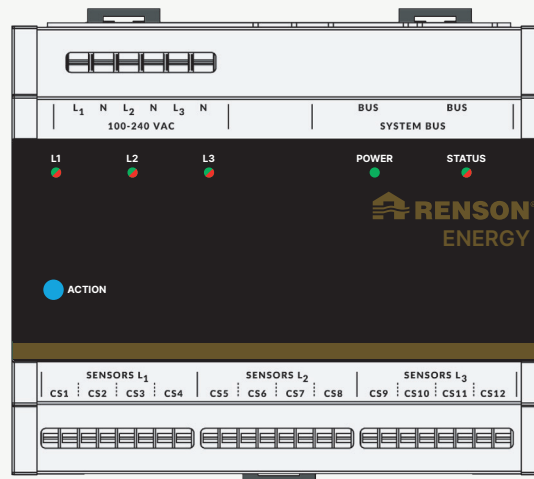 L1 N L2 N L3 N BUS BUS
100-240 VAC SYSTEM BUS
L1 L2 L3 POWER STATUS
RENSON
ENERGY
ACTION
SENSORS L1 SENSORS L2 SENSORS L3
CS1 CS2 CS3 CS4 CS5 CS6 CS7 CS8 CS9 CS10 CS11 CS12